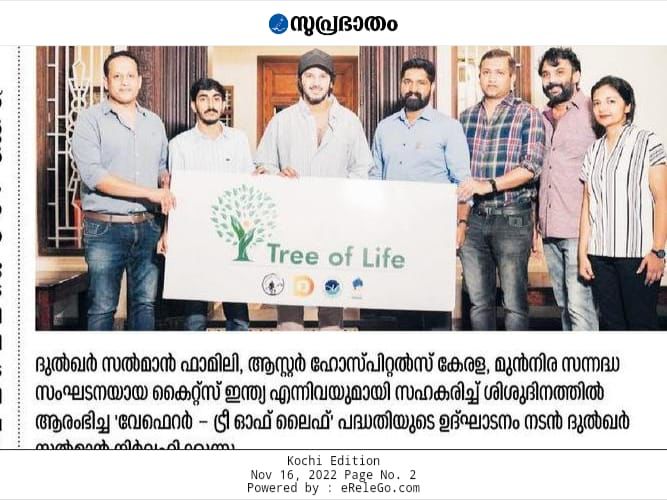 സുപ്രഭാതം
Tree of Life
ദുൽഖർ സൽമാൻ ഫാമിലി, ആസ്റ്റർ ഹോസ്പിറ്റൽസ് കേരള, മുൻനിര സന്നദ്ധ
സംഘടനയായ കൈറ്റ്സ് ഇന്ത്യ എന്നിവയുമായി സഹകരിച്ച് ശിശുദിനത്തിൽ
ആരംഭിച്ച 'വേഫെറർ – ട്രീ ഓഫ് ലൈഫ്' പദ്ധതിയുടെ ഉദ്ഘാടനം നടൻ ദുൽഖർ
സൽമാൻ നിർവഹിക്കുന്നു
Kochi Edition
Nov 16, 2022 Page No. 2
Powered by : eReleGo.com